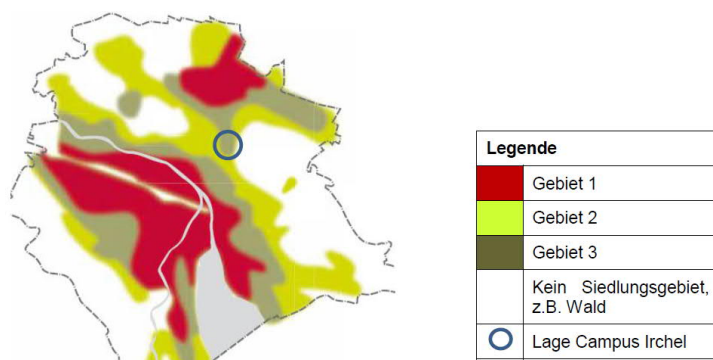 Legende
Gebiet 1
Gebiet 2
Gebiet 3
Kein Siedlungsgebiet,
z.B. Wald
Lage Campus Irchel